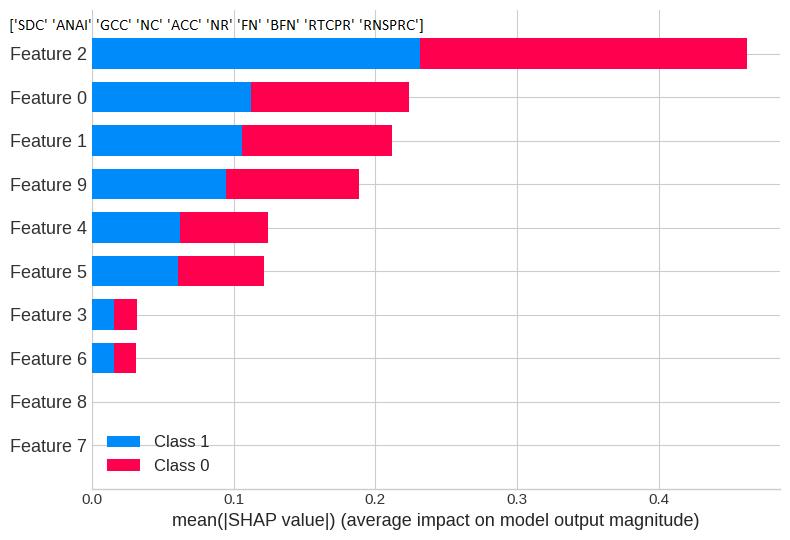 ['SDC' 'ANAI' 'GCC' 'NC' 'ACC' 'NR' 'FN' 'BFN' 'RTCPR' 'RNSPRC']
Feature 2
Feature 0
Feature 1
Feature 9
Feature 4
Feature 5
Feature 3
Feature 6
Feature 8
Feature 7
Class 1
Class 0
0.0 0.1 0.2 0.3 0.4
mean(|SHAP value|) (average impact on model output magnitude)